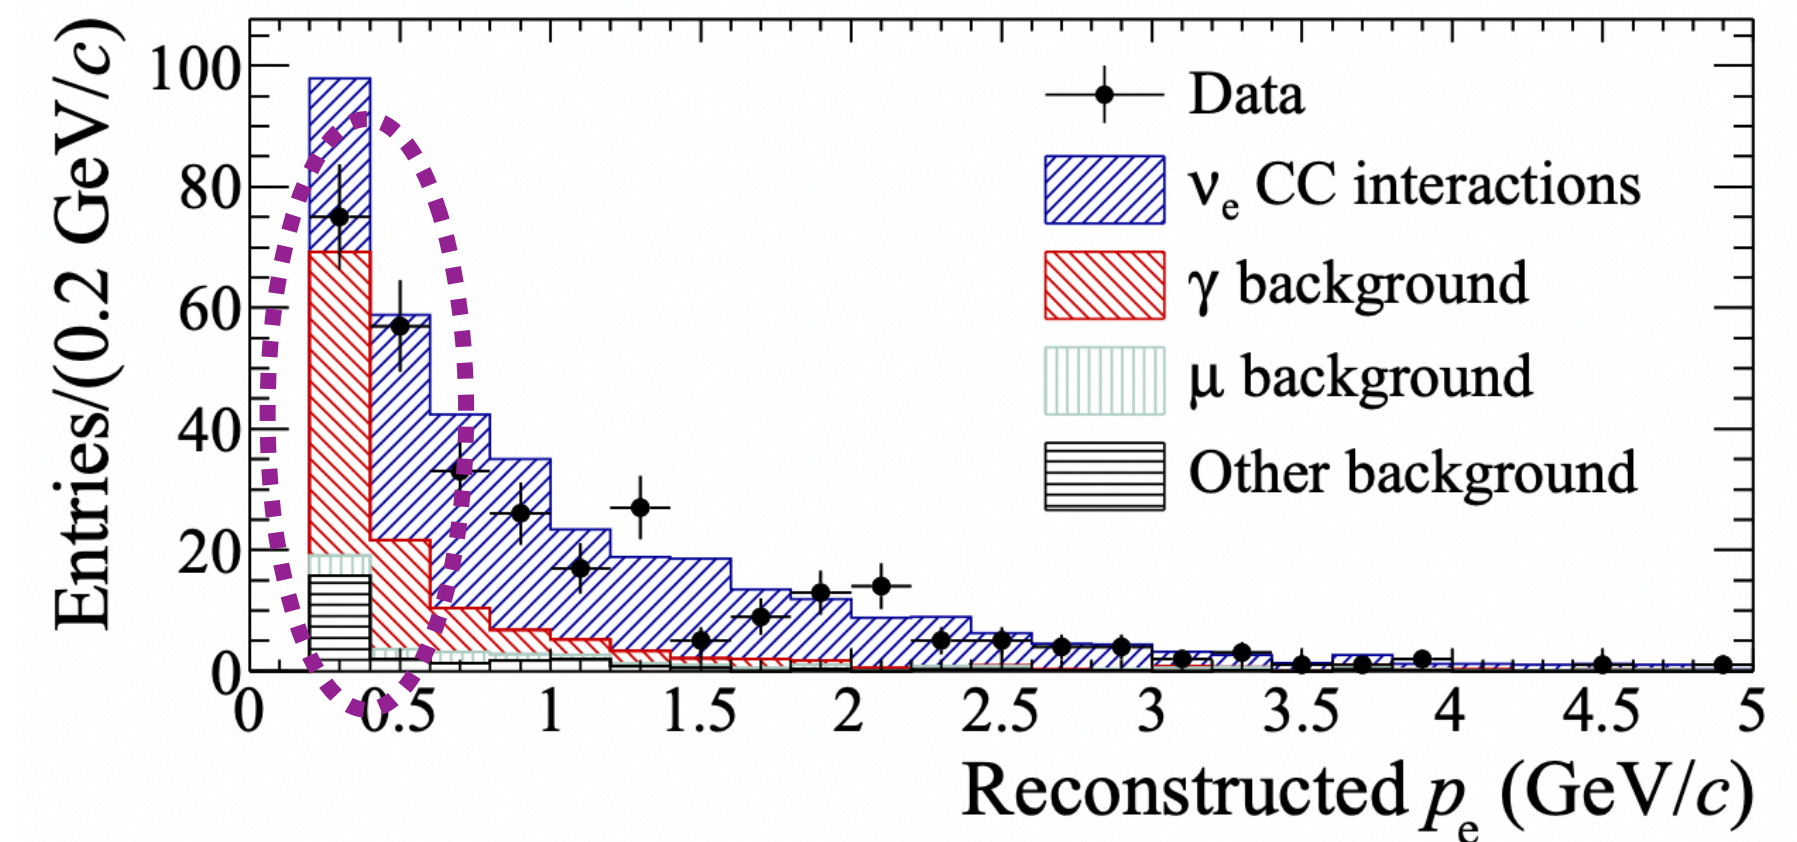 Entries/(0.2 GeV/c)
100
80
60
40
20
0
Data
νe CC interactions
γ background
μ background
Other background
0 0.5 1 1.5 2 2.5 3 3.5 4 4.5 5
Reconstructed pe (GeV/c)